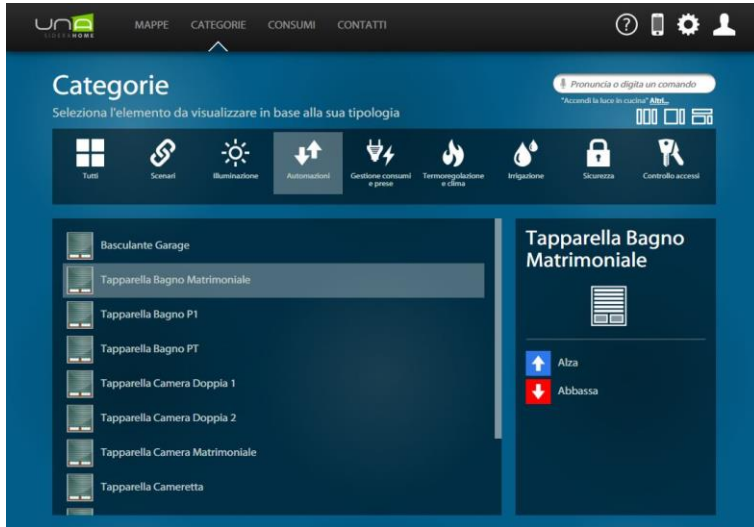 una
SIDERA HOME
MAPPE CATEGORIE CONSUMI CONTATTI
Categorie
Seleziona l'elemento da visualizzare in base alla sua tipologia
Pronuncia o digita un comando
"Accendi la luce in cucina" Altri...
Tutti
Scenari
Illuminazione
Automazioni
Gestione consumi
e prese
Termoregolazione
e clima
Irrigazione
Sicurezza
Controllo accessi
Basculante Garage
Tapparella Bagno Matrimoniale
Tapparella Bagno P1
Tapparella Bagno PT
Tapparella Camera Doppia 1
Tapparella Camera Doppia 2
Tapparella Camera Matrimoniale
Tapparella Cameretta
Tapparella Bagno
Matrimoniale
Alza
Abbassa